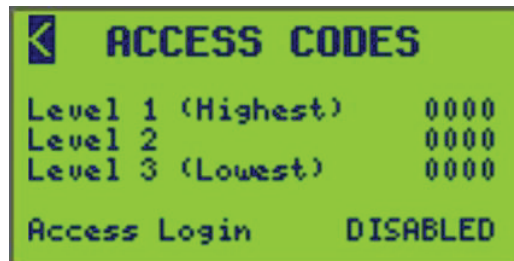 < ACCESS CODES
Level 1 (Highest) 0000
Level 2 0000
Level 3 (Lowest) 0000
Access Login DISABLED